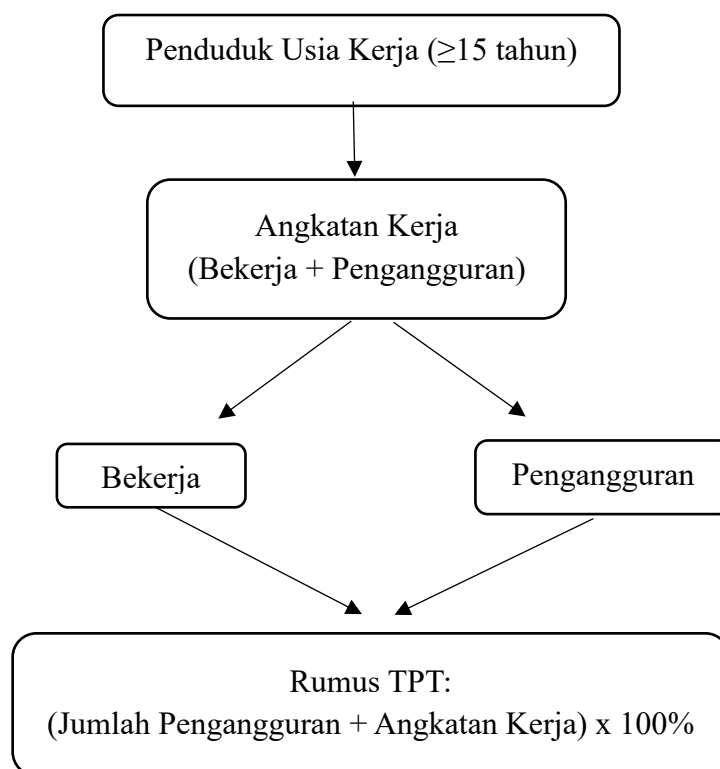 Penduduk Usia Kerja (≥15 tahun)
Angkatan Kerja
(Bekerja + Pengangguran)
Bekerja
Pengangguran
Rumus TPT:
(Jumlah Pengangguran + Angkatan Kerja) x 100%